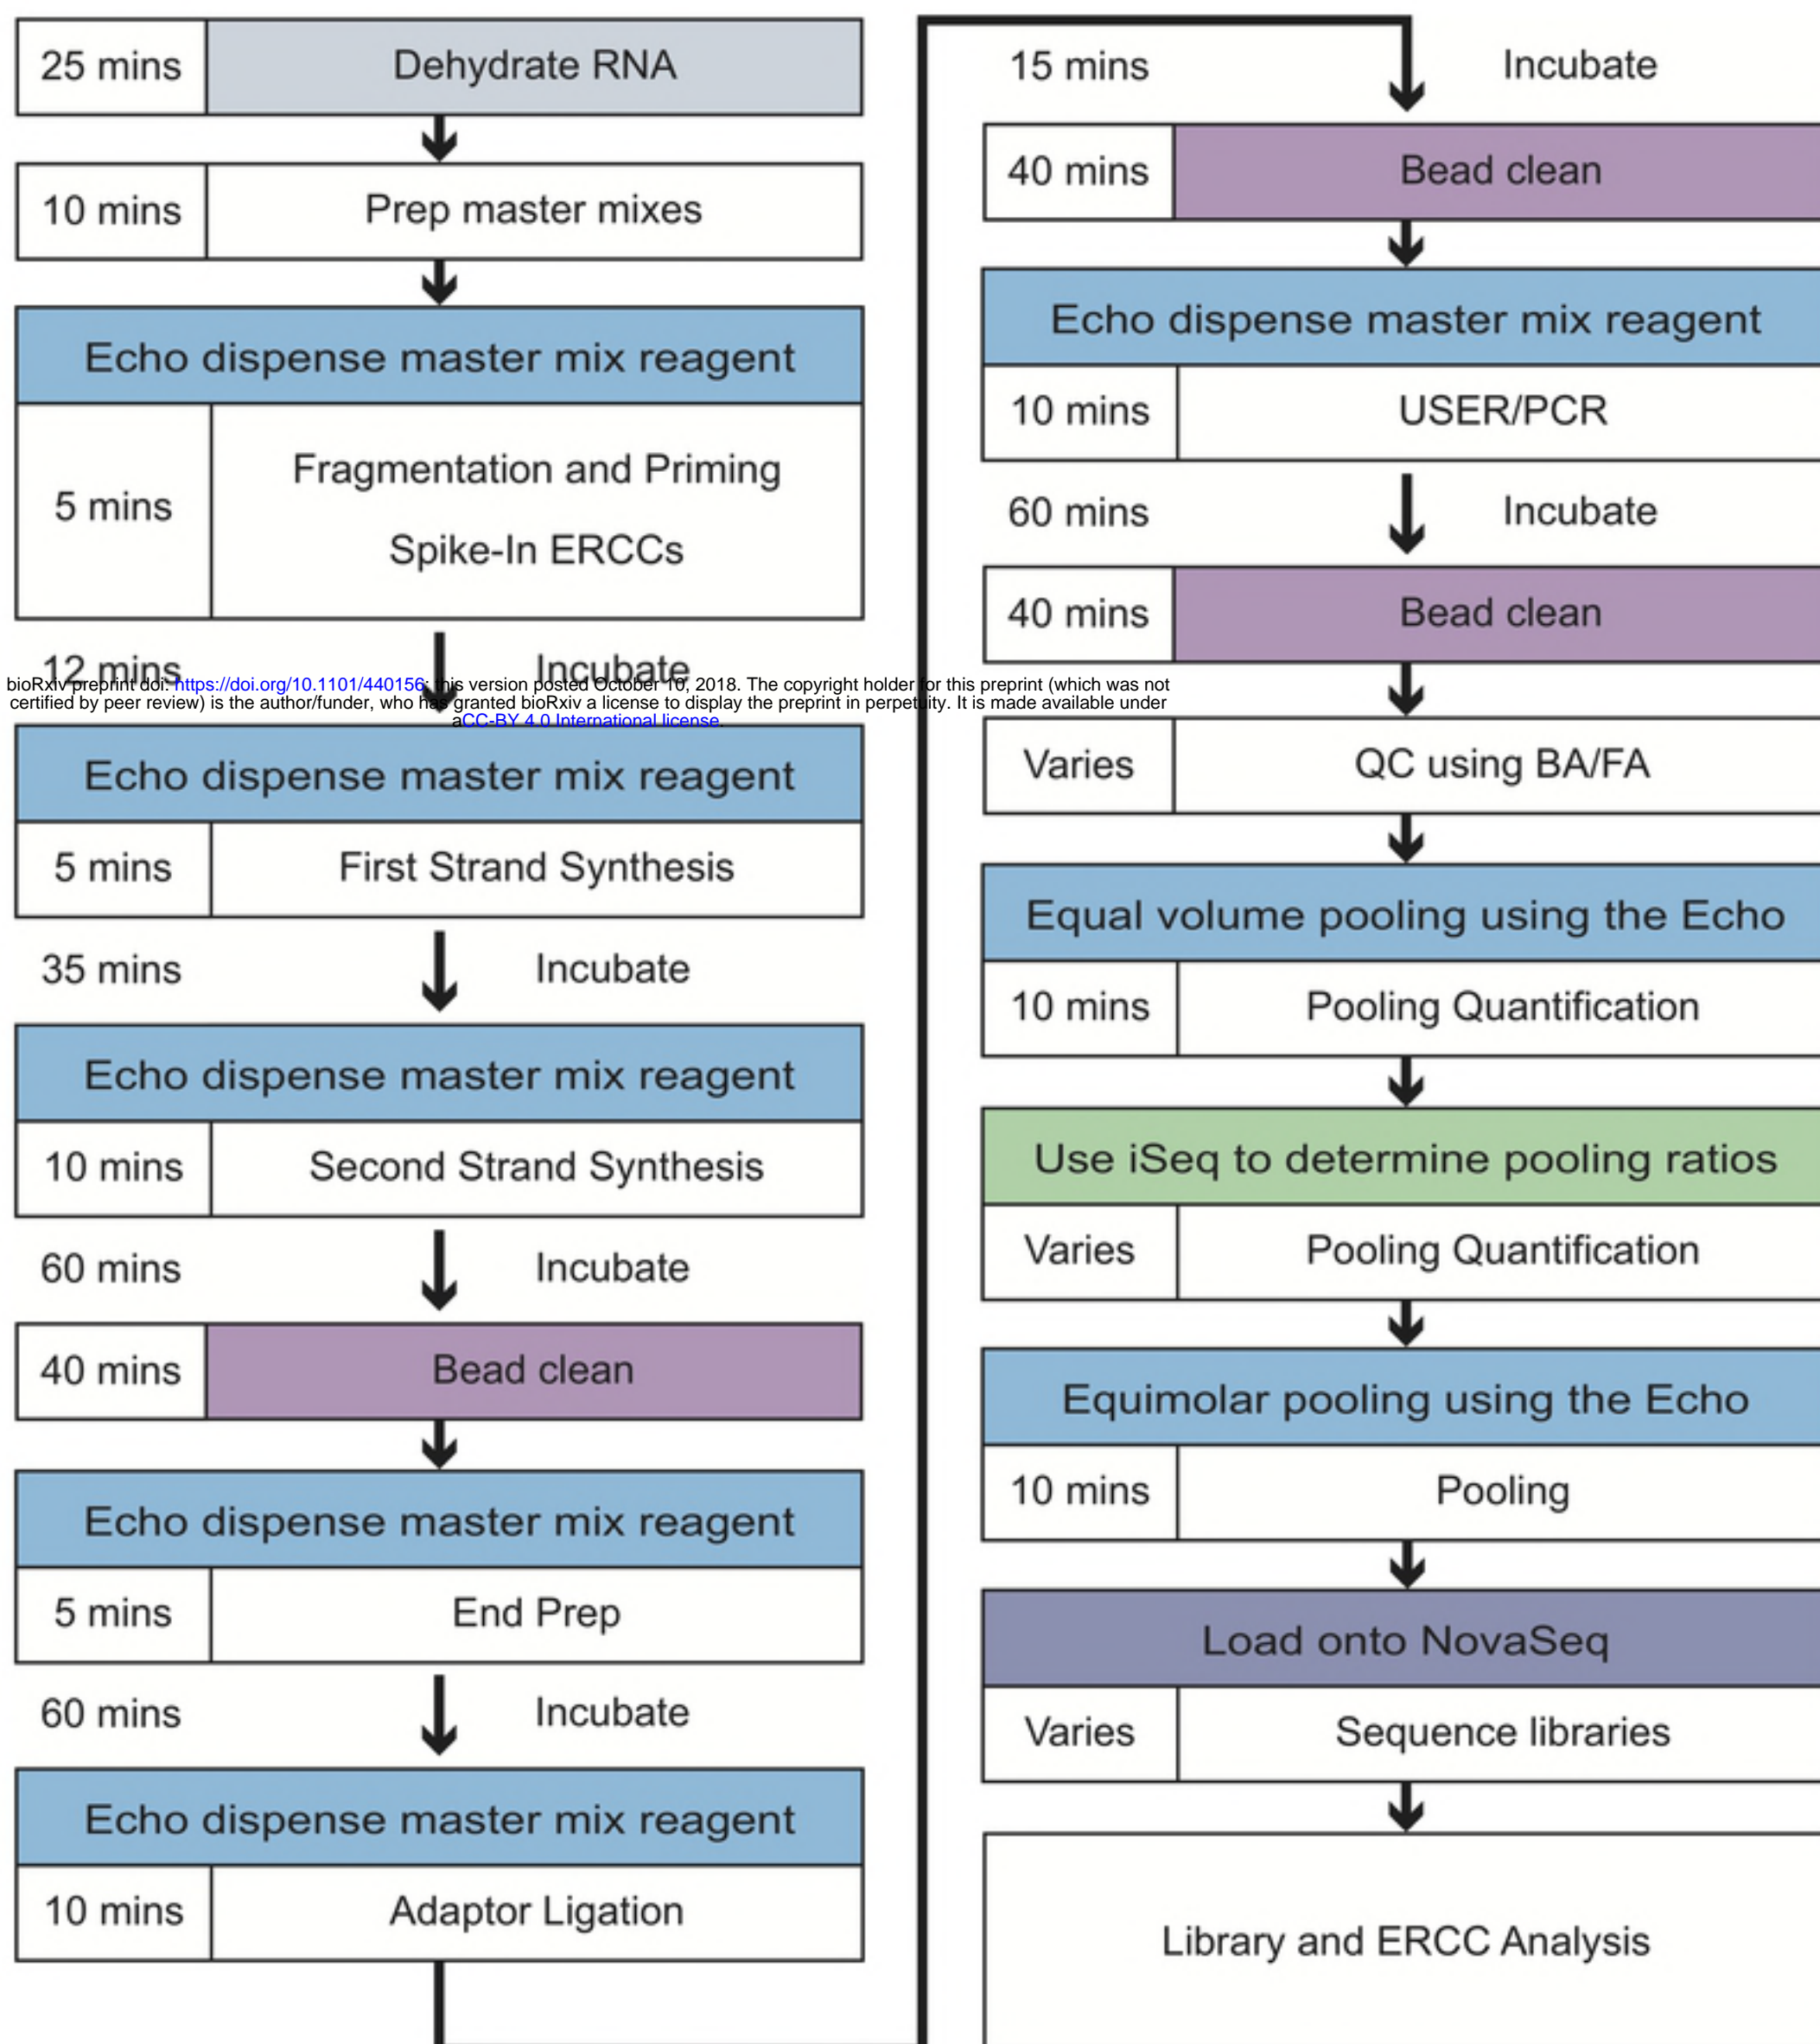 25 mins Dehydrate RNA
10 mins Prep master mixes
Echo dispense master mix reagent
5 mins Fragmentation and Priming
Spike-In ERCCs
12 mins Incubate
bioRxiv preprint doi: https://doi.org/10.1101/440156; this version posted October 10, 2018. The copyright holder for this preprint (which was not
certified by peer review) is the author/funder, who has granted bioRxiv a license to display the preprint in perpetuity. It is made available under
aCC-BY 4.0 International license.
Echo dispense master mix reagent
5 mins First Strand Synthesis
35 mins Incubate
Echo dispense master mix reagent
10 mins Second Strand Synthesis
60 mins Incubate
40 mins Bead clean
Echo dispense master mix reagent
5 mins End Prep
60 mins Incubate
Echo dispense master mix reagent
10 mins Adaptor Ligation
15 mins Incubate
40 mins Bead clean
Echo dispense master mix reagent
10 mins USER/PCR
60 mins Incubate
40 mins Bead clean
Varies QC using BA/FA
Equal volume pooling using the Echo
10 mins Pooling Quantification
Use iSeq to determine pooling ratios
Varies Pooling Quantification
Equimolar pooling using the Echo
10 mins Pooling
Load onto NovaSeq
Varies Sequence libraries
Library and ERCC Analysis